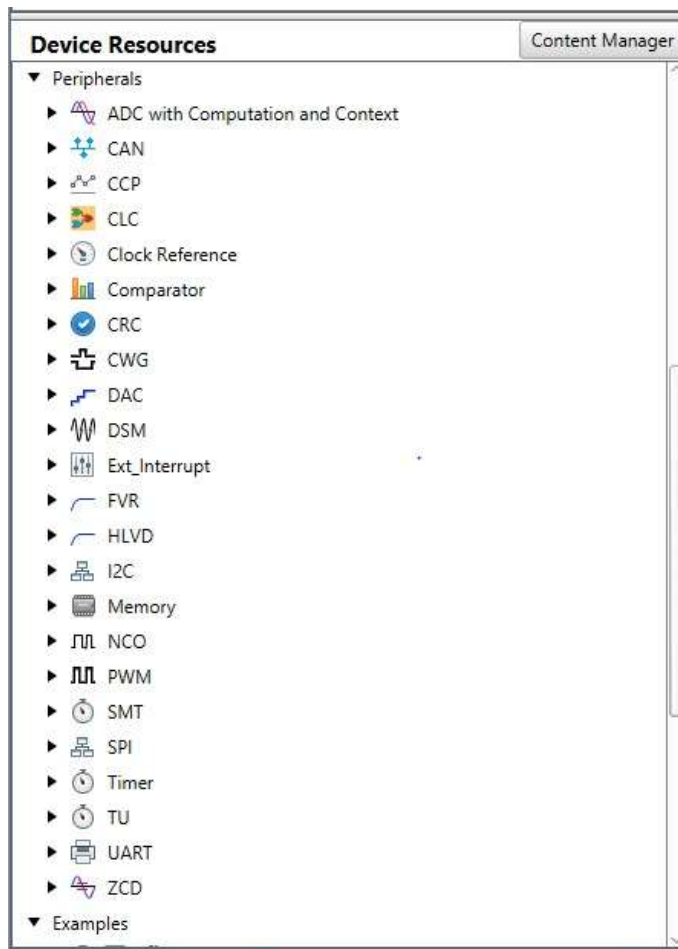 Device Resources
Content Manager
Peripherals
ADC with Computation and Context
CAN
CCP
CLC
Clock Reference
Comparator
CRC
CWG
DAC
DSM
Ext_Interrupt
FVR
HLVD
I2C
Memory
NCO
PWM
SMT
SPI
Timer
TU
UART
ZCD
Examples